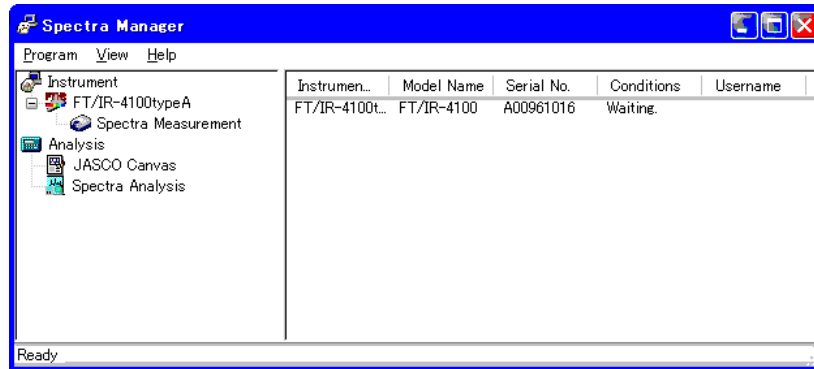 Spectra Manager
Program View Help
Instrument
FT/IR-4100typeA
Spectra Measurement
Analysis
JASCO Canvas
Spectra Analysis
Instrumen... Model Name Serial No. Conditions Username
FT/IR-4100t... FT/IR-4100 A00961016 Waiting.
Ready